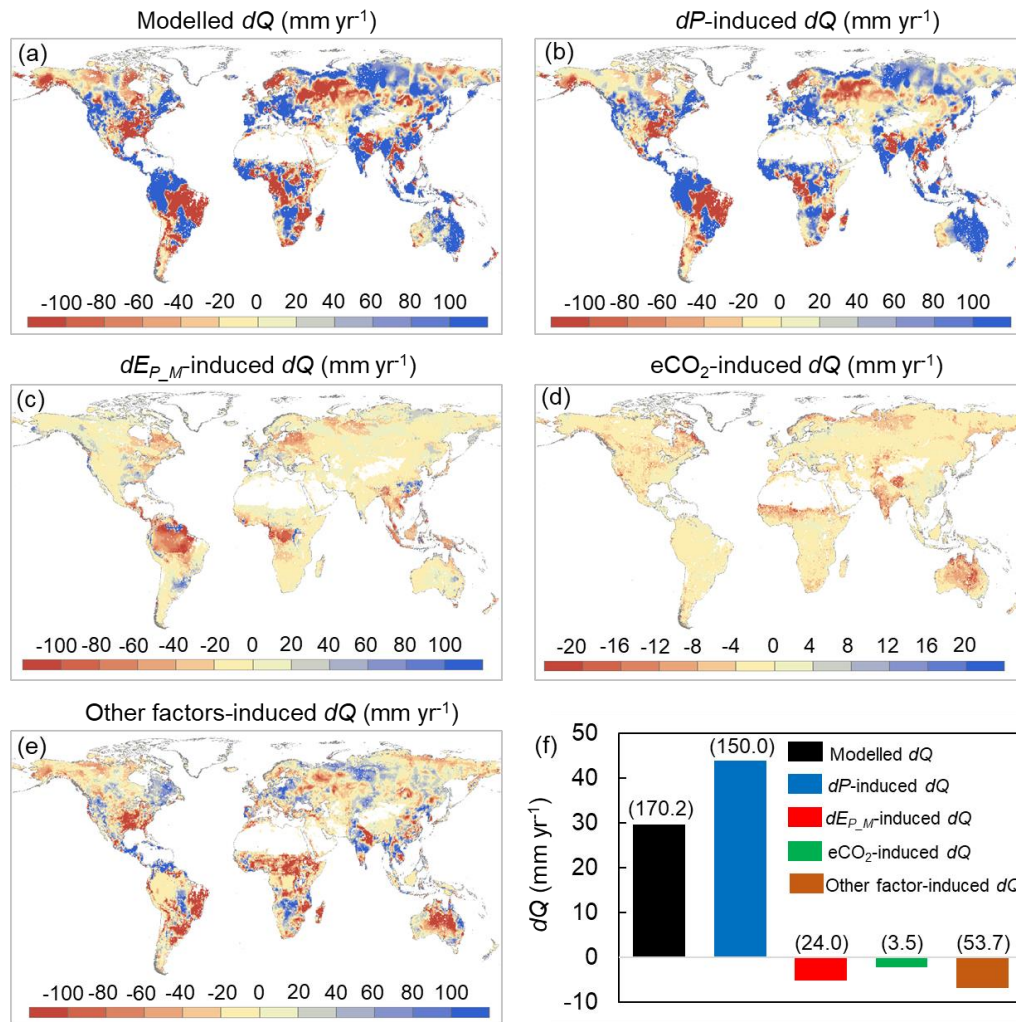 Modelled dQ (mm yr⁻¹)
dP-induced dQ (mm yr⁻¹)
(a)
(b)
-100 -80 -60 -40 -20 0 20 40 60 80 100
-100 -80 -60 -40 -20 0 20 40 60 80 100
dE_P_M-induced dQ (mm yr⁻¹)
eCO₂-induced dQ (mm yr⁻¹)
(c)
(d)
-100 -80 -60 -40 -20 0 20 40 60 80 100
-20 -16 -12 -8 -4 0 4 8 12 16 20
Other factors-induced dQ (mm yr⁻¹)
(e)
-100 -80 -60 -40 -20 0 20 40 60 80 100
(f)
dQ (mm yr⁻¹)
50
40
30
20
10
0
-10
(170.2)
(150.0)
(24.0)
(3.5)
(53.7)
Modelled dQ
dP-induced dQ
dE_P_M-induced dQ
eCO₂-induced dQ
Other factor-induced dQ